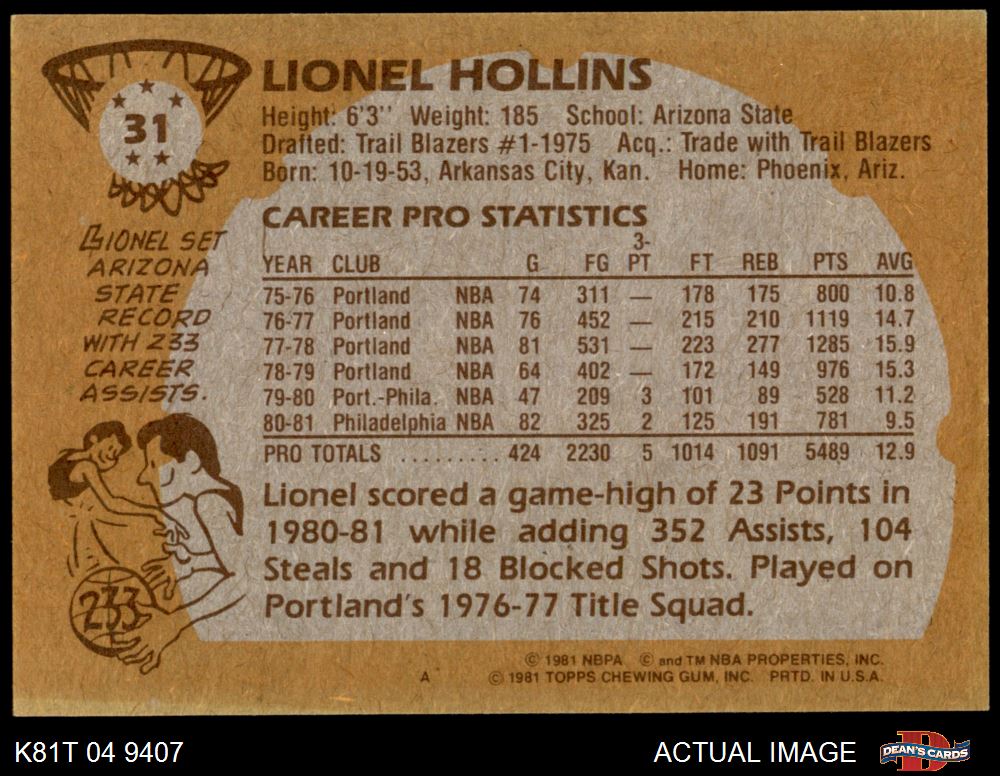 LIONEL HOLLINS
31
Height: 6'3'' Weight: 185 School: Arizona State
Drafted: Trail Blazers #1-1975 Acq.: Trade with Trail Blazers
Born: 10-19-53, Arkansas City, Kan. Home: Phoenix, Ariz.
LIONEL SET
ARIZONA
STATE
RECORD
WITH 233
CAREER
ASSISTS.
233
CAREER PRO STATISTICS
YEAR CLUB G FG 3-PT FT REB PTS AVG
75-76 Portland NBA 74 311 — 178 175 800 10.8
76-77 Portland NBA 76 452 — 215 210 1119 14.7
77-78 Portland NBA 81 531 — 223 277 1285 15.9
78-79 Portland NBA 64 402 — 172 149 976 15.3
79-80 Port.-Phila. NBA 47 209 3 101 89 528 11.2
80-81 Philadelphia NBA 82 325 2 125 191 781 9.5
PRO TOTALS ......... 424 2230 5 1014 1091 5489 12.9
Lionel scored a game-high of 23 Points in
1980-81 while adding 352 Assists, 104
Steals and 18 Blocked Shots. Played on
Portland's 1976-77 Title Squad.
© 1981 NBPA © and TM NBA PROPERTIES, INC.
A © 1981 TOPPS CHEWING GUM, INC. PRTD. IN U.S.A.
K81T 04 9407 ACTUAL IMAGE D DEAN'S CARDS